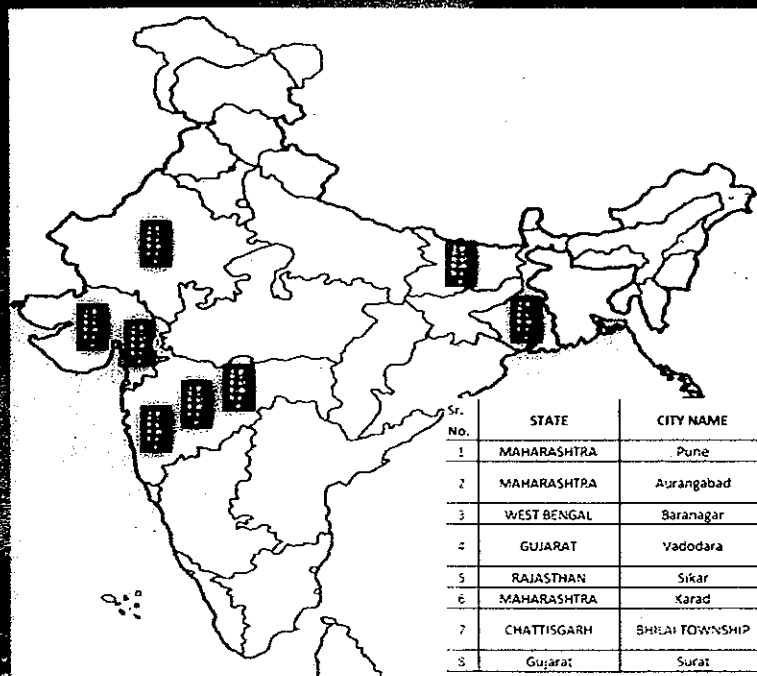 Sr. No. STATE CITY NAME
1 MAHARASHTRA Pune
2 MAHARASHTRA Aurangabad
3 WEST BENGAL Baranagar
4 GUJARAT Vadodara
5 RAJASTHAN Sikar
6 MAHARASHTRA Karad
7 CHATTISGARH BHILAI TOWNSHIP
8 Gujarat Surat